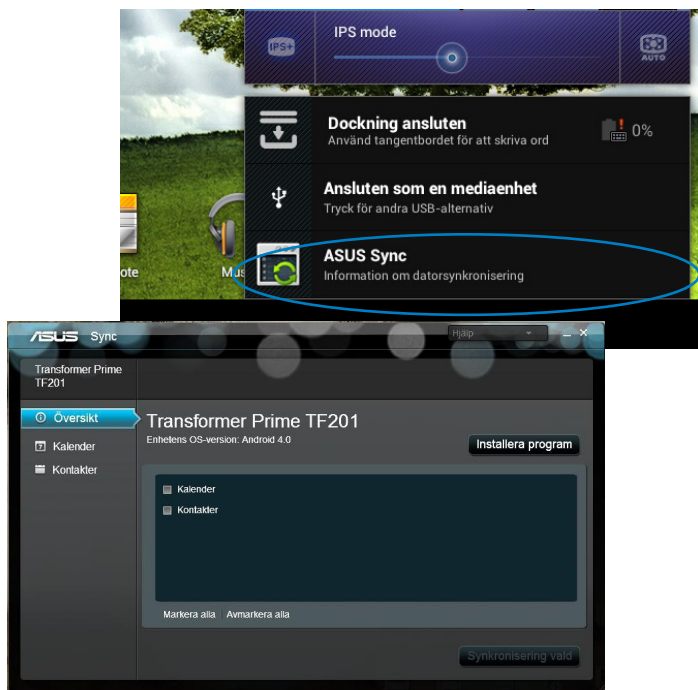 IPS mode
IPS+
AUTO
Dockning ansluten
Använd tangentbordet för att skriva ord
0%
Ansluten som en mediaenhet
Tryck för andra USB-alternativ
ote
Mus
ASUS Sync
Information om datorsynkronisering
ASUS Sync
Hjälp
Transformer Prime
TF201
Översikt
Kalender
Kontakter
Transformer Prime TF201
Enhetens OS-version: Android 4.0
Installera program
Kalender
Kontakter
Markera alla Avmarkera alla
Synkronisering vald